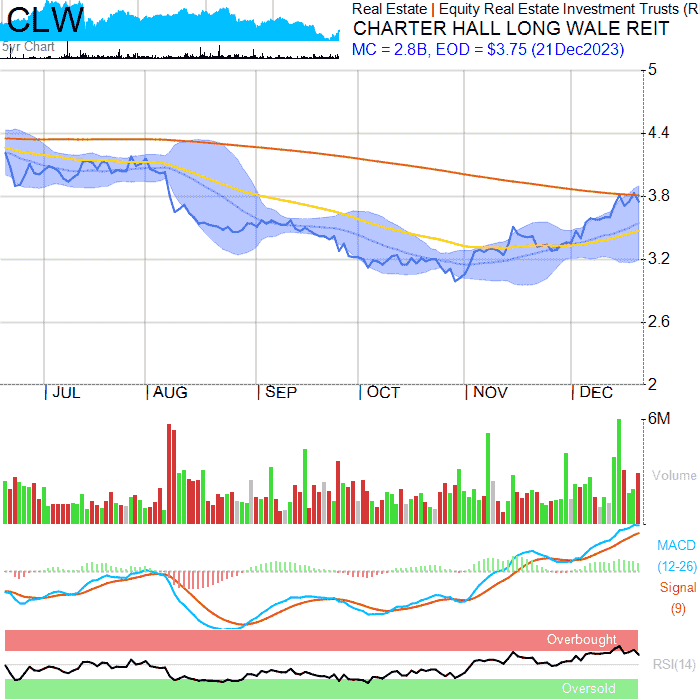 CLW
5yr Chart
Real Estate | Equity Real Estate Investment Trusts (R
CHARTER HALL LONG WALE REIT
MC = 2.8B, EOD = $3.75 (21Dec2023)
5
4.4
3.8
3.2
2.6
2
JUL AUG SEP OCT NOV DEC
6M
Volume
MACD
(12-26)
Signal
(9)
Overbought
RSI(14)
Oversold